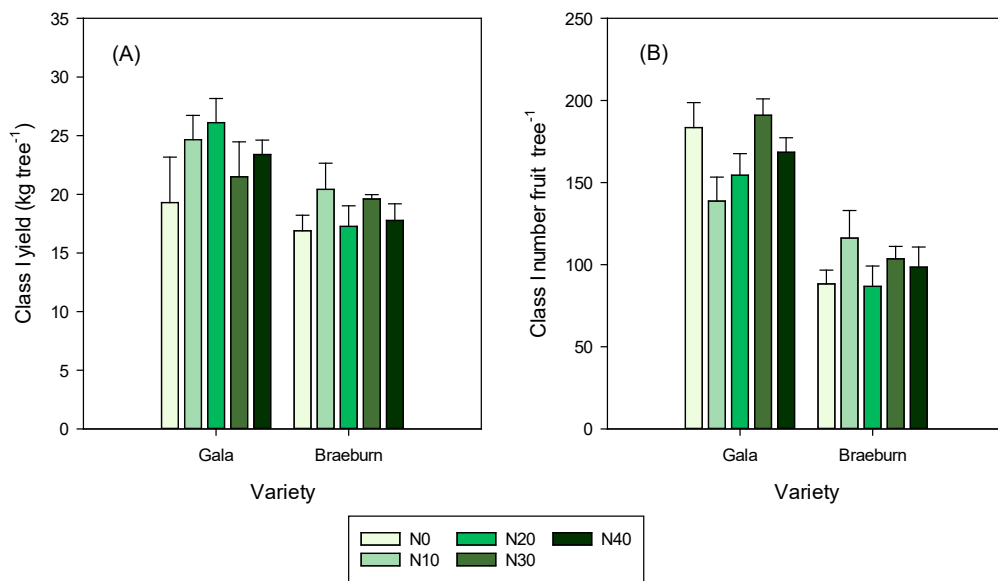 (A)
35
30
25
20
15
10
5
0
Class I yield (kg tree⁻¹)
Gala Braeburn
Variety
(B)
250
200
150
100
50
0
Class I number fruit tree⁻¹
Gala Braeburn
Variety
N0 N20 N40
N10 N30